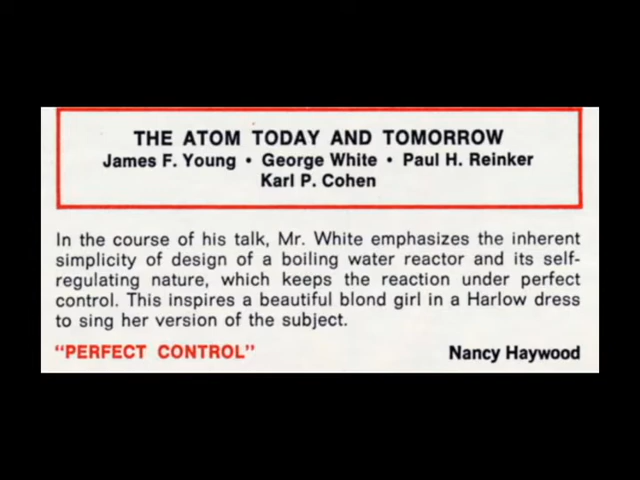 THE ATOM TODAY AND TOMORROW
James F. Young • George White • Paul H. Reinker
Karl P. Cohen
In the course of his talk, Mr. White emphasizes the inherent
simplicity of design of a boiling water reactor and its self-
regulating nature, which keeps the reaction under perfect
control. This inspires a beautiful blond girl in a Harlow dress
to sing her version of the subject.
"PERFECT CONTROL" Nancy Haywood